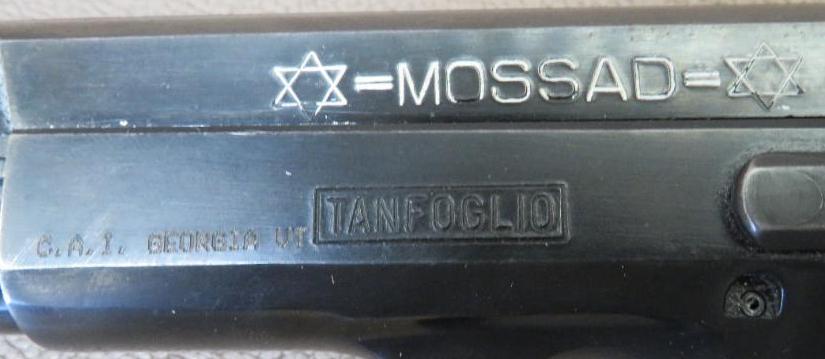 ✡=MOSSAD=✡
C.A.I. GEORGIA VT TANFOGLIO